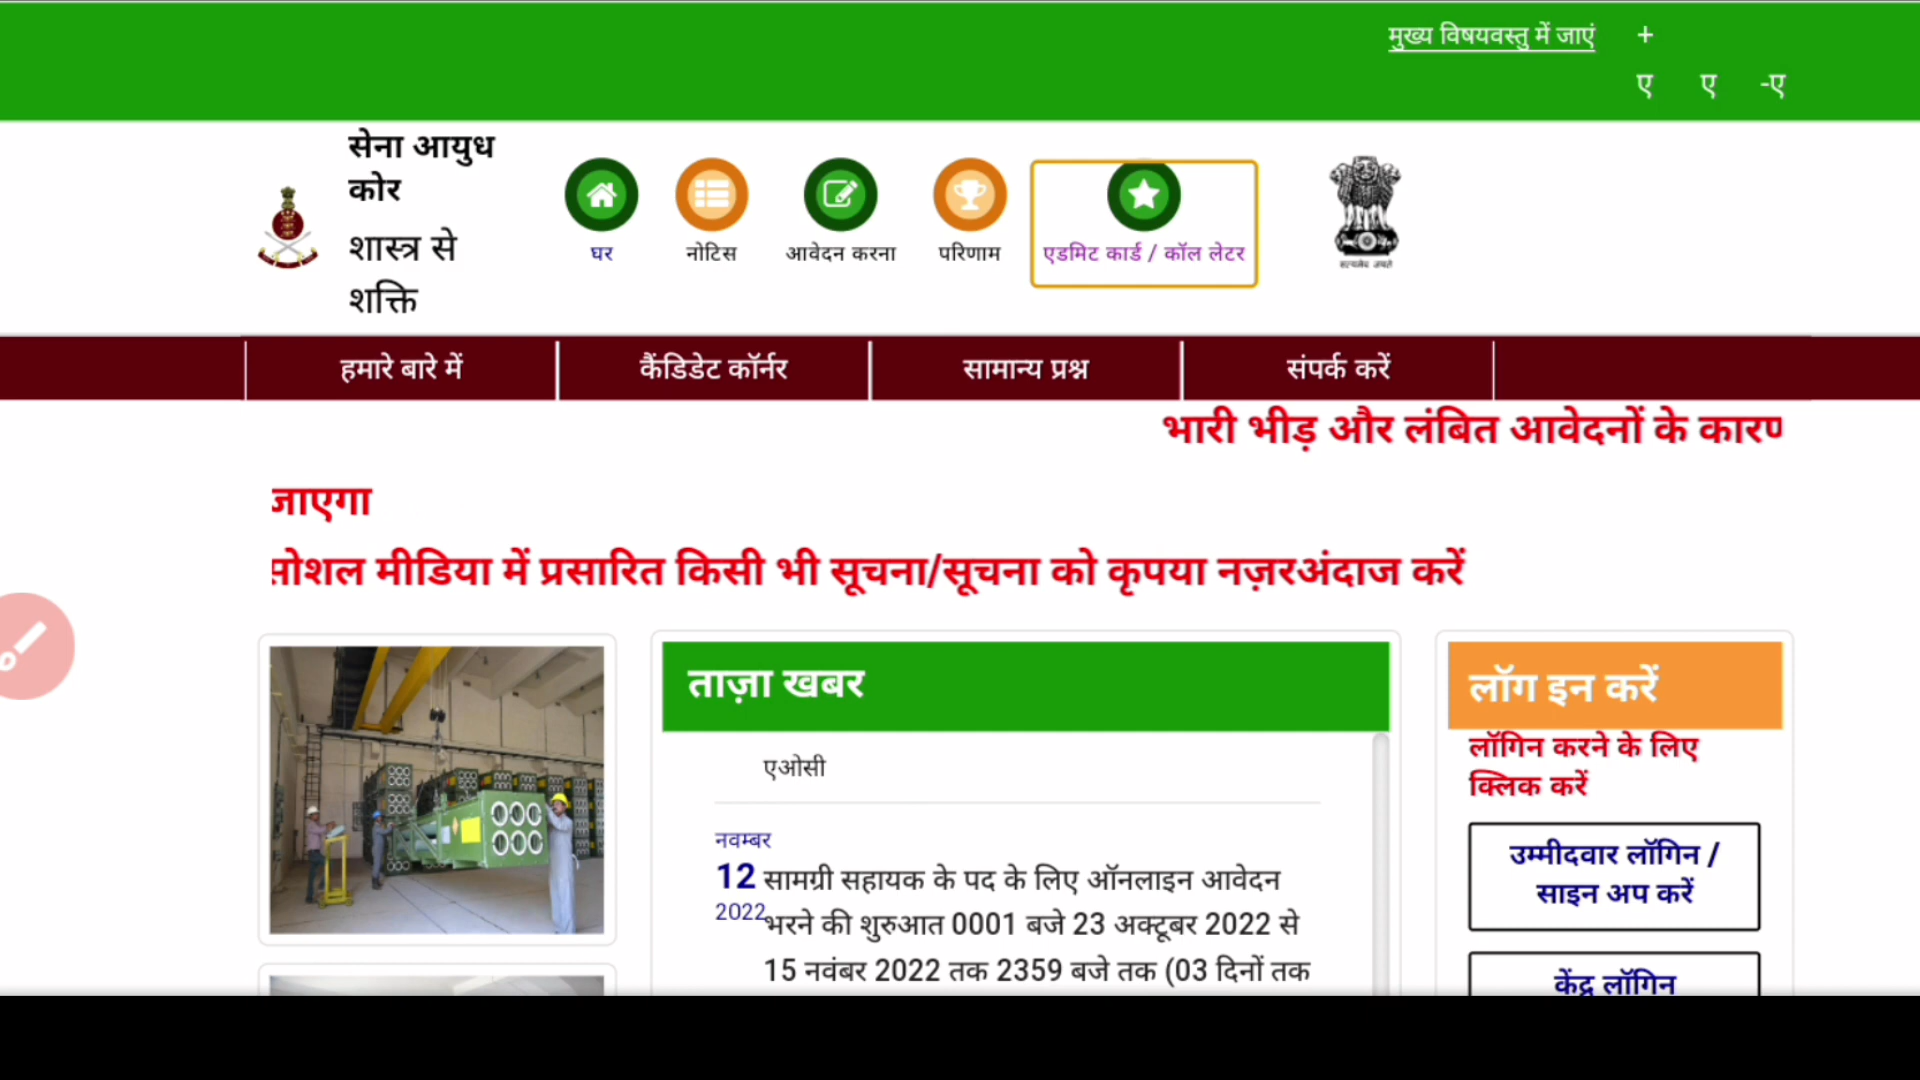 मुख्य विषयवस्तु में जाएं +
ए ए -ए
सेना आयुध
कोर
शास्त्र से
शक्ति
घर
नोटिस
आवेदन करना
परिणाम
एडमिट कार्ड / कॉल लेटर
सत्यमेव जयते
हमारे बारे में
कैंडिडेट कॉर्नर
सामान्य प्रश्न
संपर्क करें
भारी भीड़ और लंबित आवेदनों के कारण
जाएगा
सोशल मीडिया में प्रसारित किसी भी सूचना/सूचना को कृपया नज़रअंदाज करें
ताज़ा खबर
एओसी
नवम्बर
12
2022
सामग्री सहायक के पद के लिए ऑनलाइन आवेदन
भरने की शुरुआत 0001 बजे 23 अक्टूबर 2022 से
15 नवंबर 2022 तक 2359 बजे तक (03 दिनों तक
लॉग इन करें
लॉगिन करने के लिए
क्लिक करें
उम्मीदवार लॉगिन /
साइन अप करें
केंद्र लॉगिन